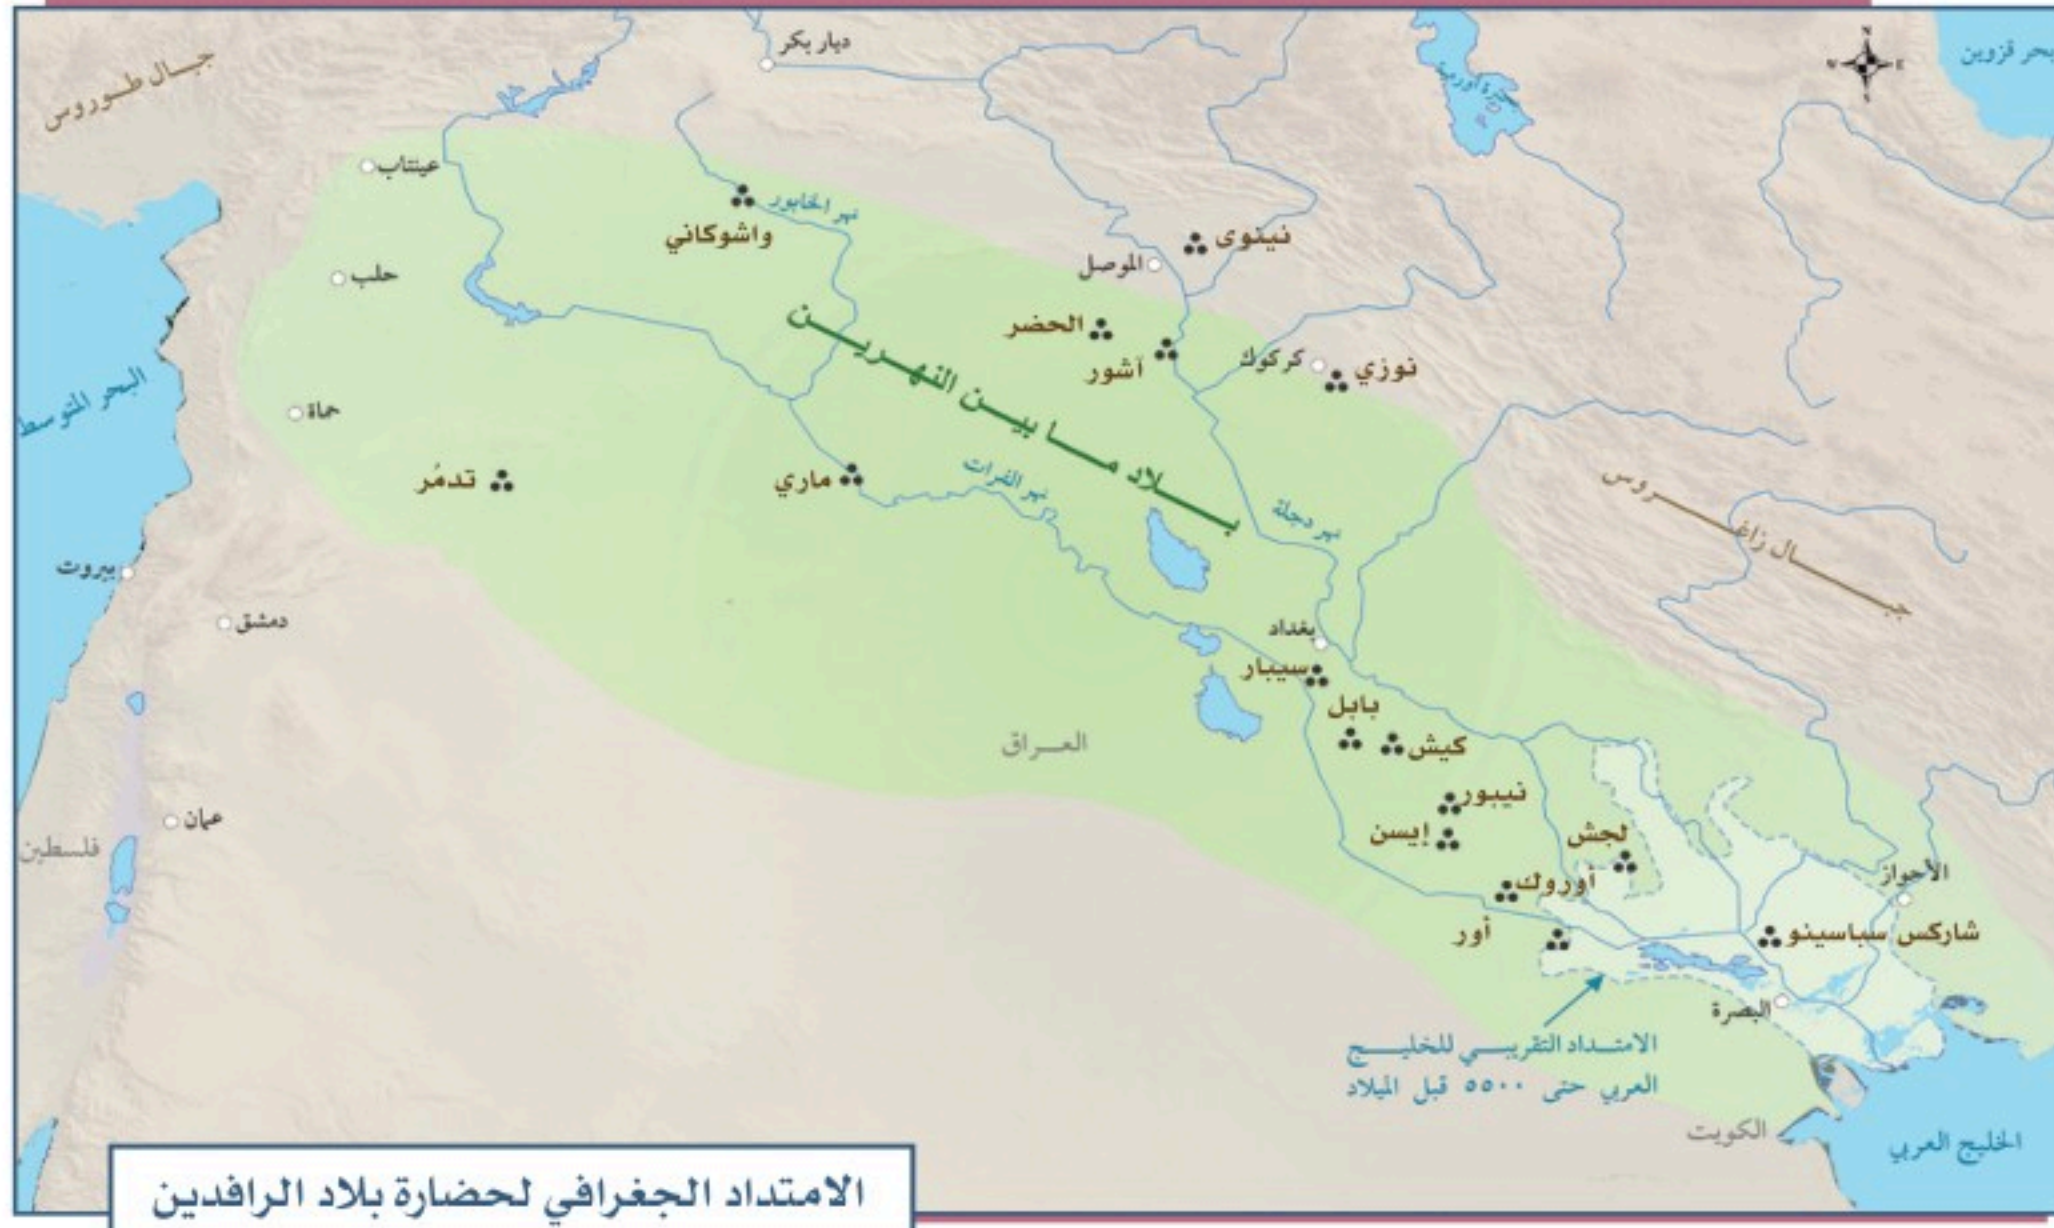 ديار بكر
بحر قزوين
جبال طوروس
بحيرة أورمية
N
W
E
S
عينتاب
نهر الخابور
واشوكاني
نينوى
الموصل
حلب
الحضر
آشور
كركوك
نوزي
بلاد ما بين النهرين
البحر المتوسط
حماة
تدمُر
ماري
نهر الفرات
نهر دجلة
جبال زاغروس
بيروت
دمشق
بغداد
سيبار
بابل
كيش
العراق
نيبور
إيسن
لجش
عمان
فلسطين
أوروك
الأحواز
أور
شاركس سباسينو
البصرة
الامتداد التقريبي للخليج
العربي حتى ٥٥٠٠ قبل الميلاد
الكويت
الخليج العربي
الامتداد الجغرافي لحضارة بلاد الرافدين